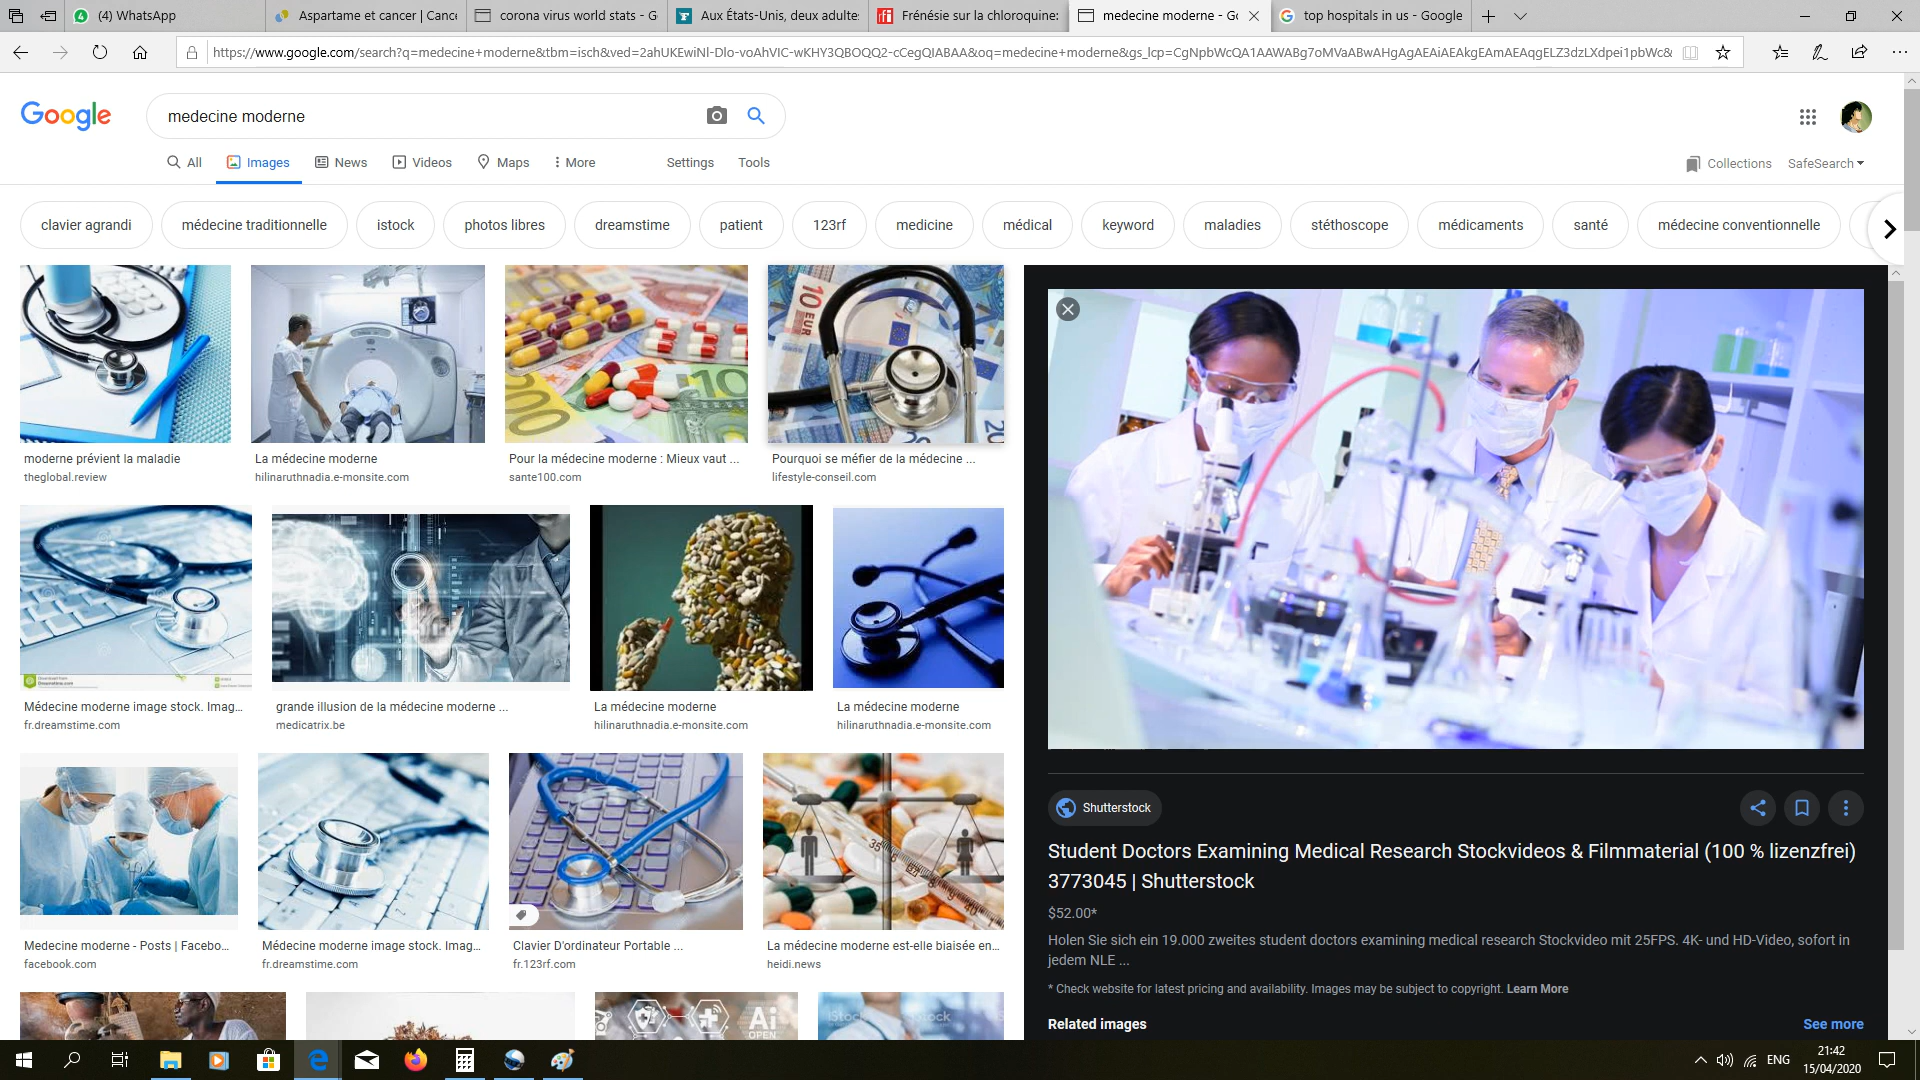 (4) WhatsApp
Aspartame et cancer | Canc
corona virus world stats - G
Aux États-Unis, deux adulte
Frénésie sur la chloroquine:
medecine moderne - Go
top hospitals in us - Google
https://www.google.com/search?q=medecine+moderne&tbm=isch&ved=2ahUKEwiNl-Dlo-voAhVIC-wKHY3QBOQQ2-cCegQIABAA&oq=medecine+moderne&gs_lcp=CgNpbWcQA1AAWABg7oMVaABwAHgAgAEAiAEAkgEAmAEAqgELZ3dzLXdpei1pbWc&
Google
medecine moderne
All
Images
News
Videos
Maps
More
Settings
Tools
Collections
SafeSearch
clavier agrandi
médecine traditionnelle
istock
photos libres
dreamstime
patient
123rf
medicine
médical
keyword
maladies
stéthoscope
médicaments
santé
médecine conventionnelle
moderne prévient la maladie
theglobal.review
La médecine moderne
hilinaruthnadia.e-monsite.com
Pour la médecine moderne : Mieux vaut ...
sante100.com
10 EURO
Pourquoi se méfier de la médecine ...
lifestyle-conseil.com
Médecine moderne image stock. Imag...
fr.dreamstime.com
grande illusion de la médecine moderne ...
medicatrix.be
La médecine moderne
hilinaruthnadia.e-monsite.com
La médecine moderne
hilinaruthnadia.e-monsite.com
Medecine moderne - Posts | Facebo...
facebook.com
Médecine moderne image stock. Imag...
fr.dreamstime.com
Clavier D'ordinateur Portable ...
fr.123rf.com
La médecine moderne est-elle biaisée en...
heidi.news
Ai
OPEN
iStock
Shutterstock
Student Doctors Examining Medical Research Stockvideos & Filmmaterial (100 % lizenzfrei)
3773045 | Shutterstock
$52.00*
Holen Sie sich ein 19.000 zweites student doctors examining medical research Stockvideo mit 25FPS. 4K- und HD-Video, sofort in
jedem NLE ...
* Check website for latest pricing and availability. Images may be subject to copyright. Learn More
Related images
See more
ENG
21:42
15/04/2020